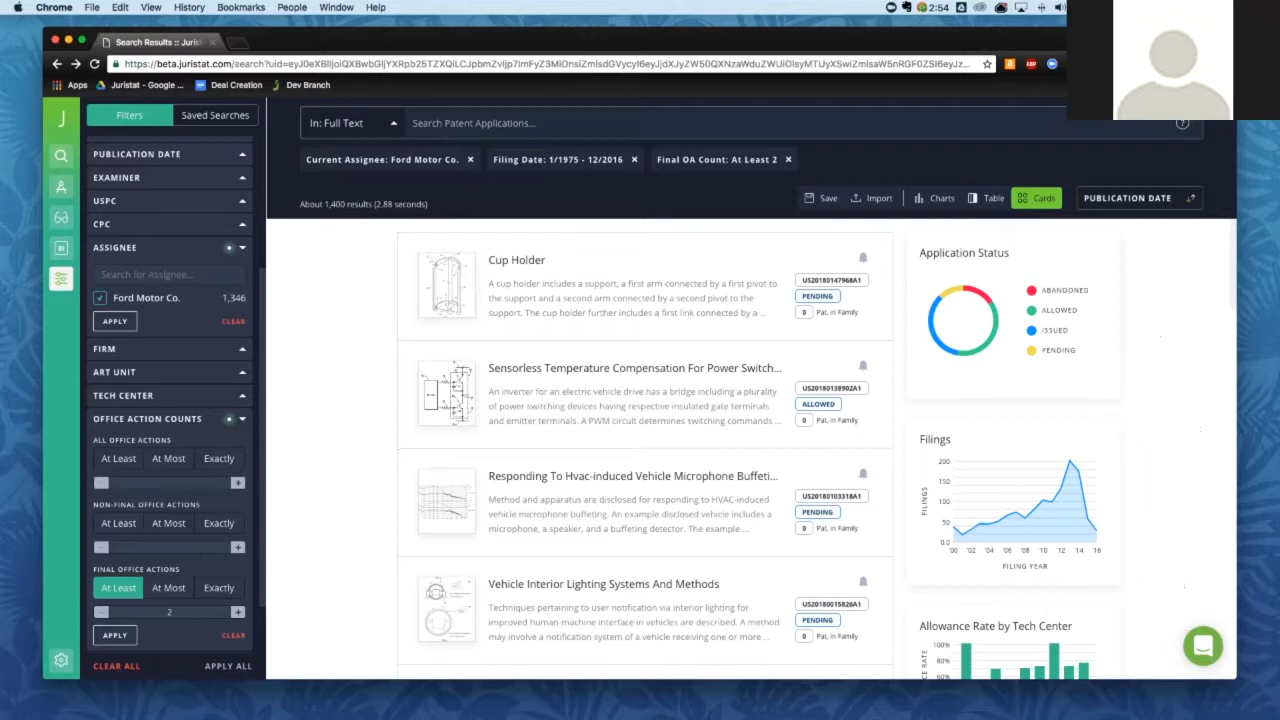 Chrome File Edit View History Bookmarks People Window Help
2:54
Search Results :: Juris
https://beta.juristat.com/search?
Apps Juristat - Google ... Deal Creation Dev Branch
J
Filters Saved Searches
In: Full Text Search Patent Applications...
PUBLICATION DATE
Current Assignee: Ford Motor Co. × Filing Date: 1/1975 - 12/2016 × Final OA Count: At Least 2 ×
EXAMINER
USPC
About 1,400 results (2.88 seconds)
Save Import Charts Table Cards PUBLICATION DATE
CPC
ASSIGNEE
Search for Assignee...
Ford Motor Co. 1,346
APPLY CLEAR
FIRM
ART UNIT
TECH CENTER
OFFICE ACTION COUNTS
ALL OFFICE ACTIONS
At Least At Most Exactly
- +
NON-FINAL OFFICE ACTIONS
At Least At Most Exactly
- +
FINAL OFFICE ACTIONS
At Least At Most Exactly
- 2 +
APPLY CLEAR
CLEAR ALL APPLY ALL
Cup Holder
A cup holder includes a support, a first arm connected by a first pivot to
the support and a second arm connected by a second pivot to the
support. The cup holder further includes a first link connected by a ...
US20180147968A1
PENDING
0 Pat. in Family
Sensorless Temperature Compensation For Power Switch...
An inverter for an electric vehicle drive has a bridge including a plurality
of power switching devices having respective insulated gate terminals
and emitter terminals. A PWM circuit determines switching commands ...
US20180138902A1
ALLOWED
0 Pat. in Family
Responding To Hvac-induced Vehicle Microphone Buffeti...
Method and apparatus are disclosed for responding to HVAC-induced
vehicle microphone buffeting. An example disclosed vehicle includes a
microphone, a speaker, and a buffeting detector. The example ...
US20180103318A1
PENDING
0 Pat. in Family
Vehicle Interior Lighting Systems And Methods
Techniques pertaining to user notification via interior lighting for
improved human-machine interface in vehicles are described. A method
may involve a notification system of a vehicle receiving one or more ...
US20180015826A1
PENDING
0 Pat. in Family
Application Status
ABANDONED
ALLOWED
ISSUED
PENDING
Filings
FILINGS
200
150
100
50
0.0
'00 '02 '04 '06 '08 '10 '12 '14 '16
FILING YEAR
Allowance Rate by Tech Center
CE RATE
100%
80%
60%